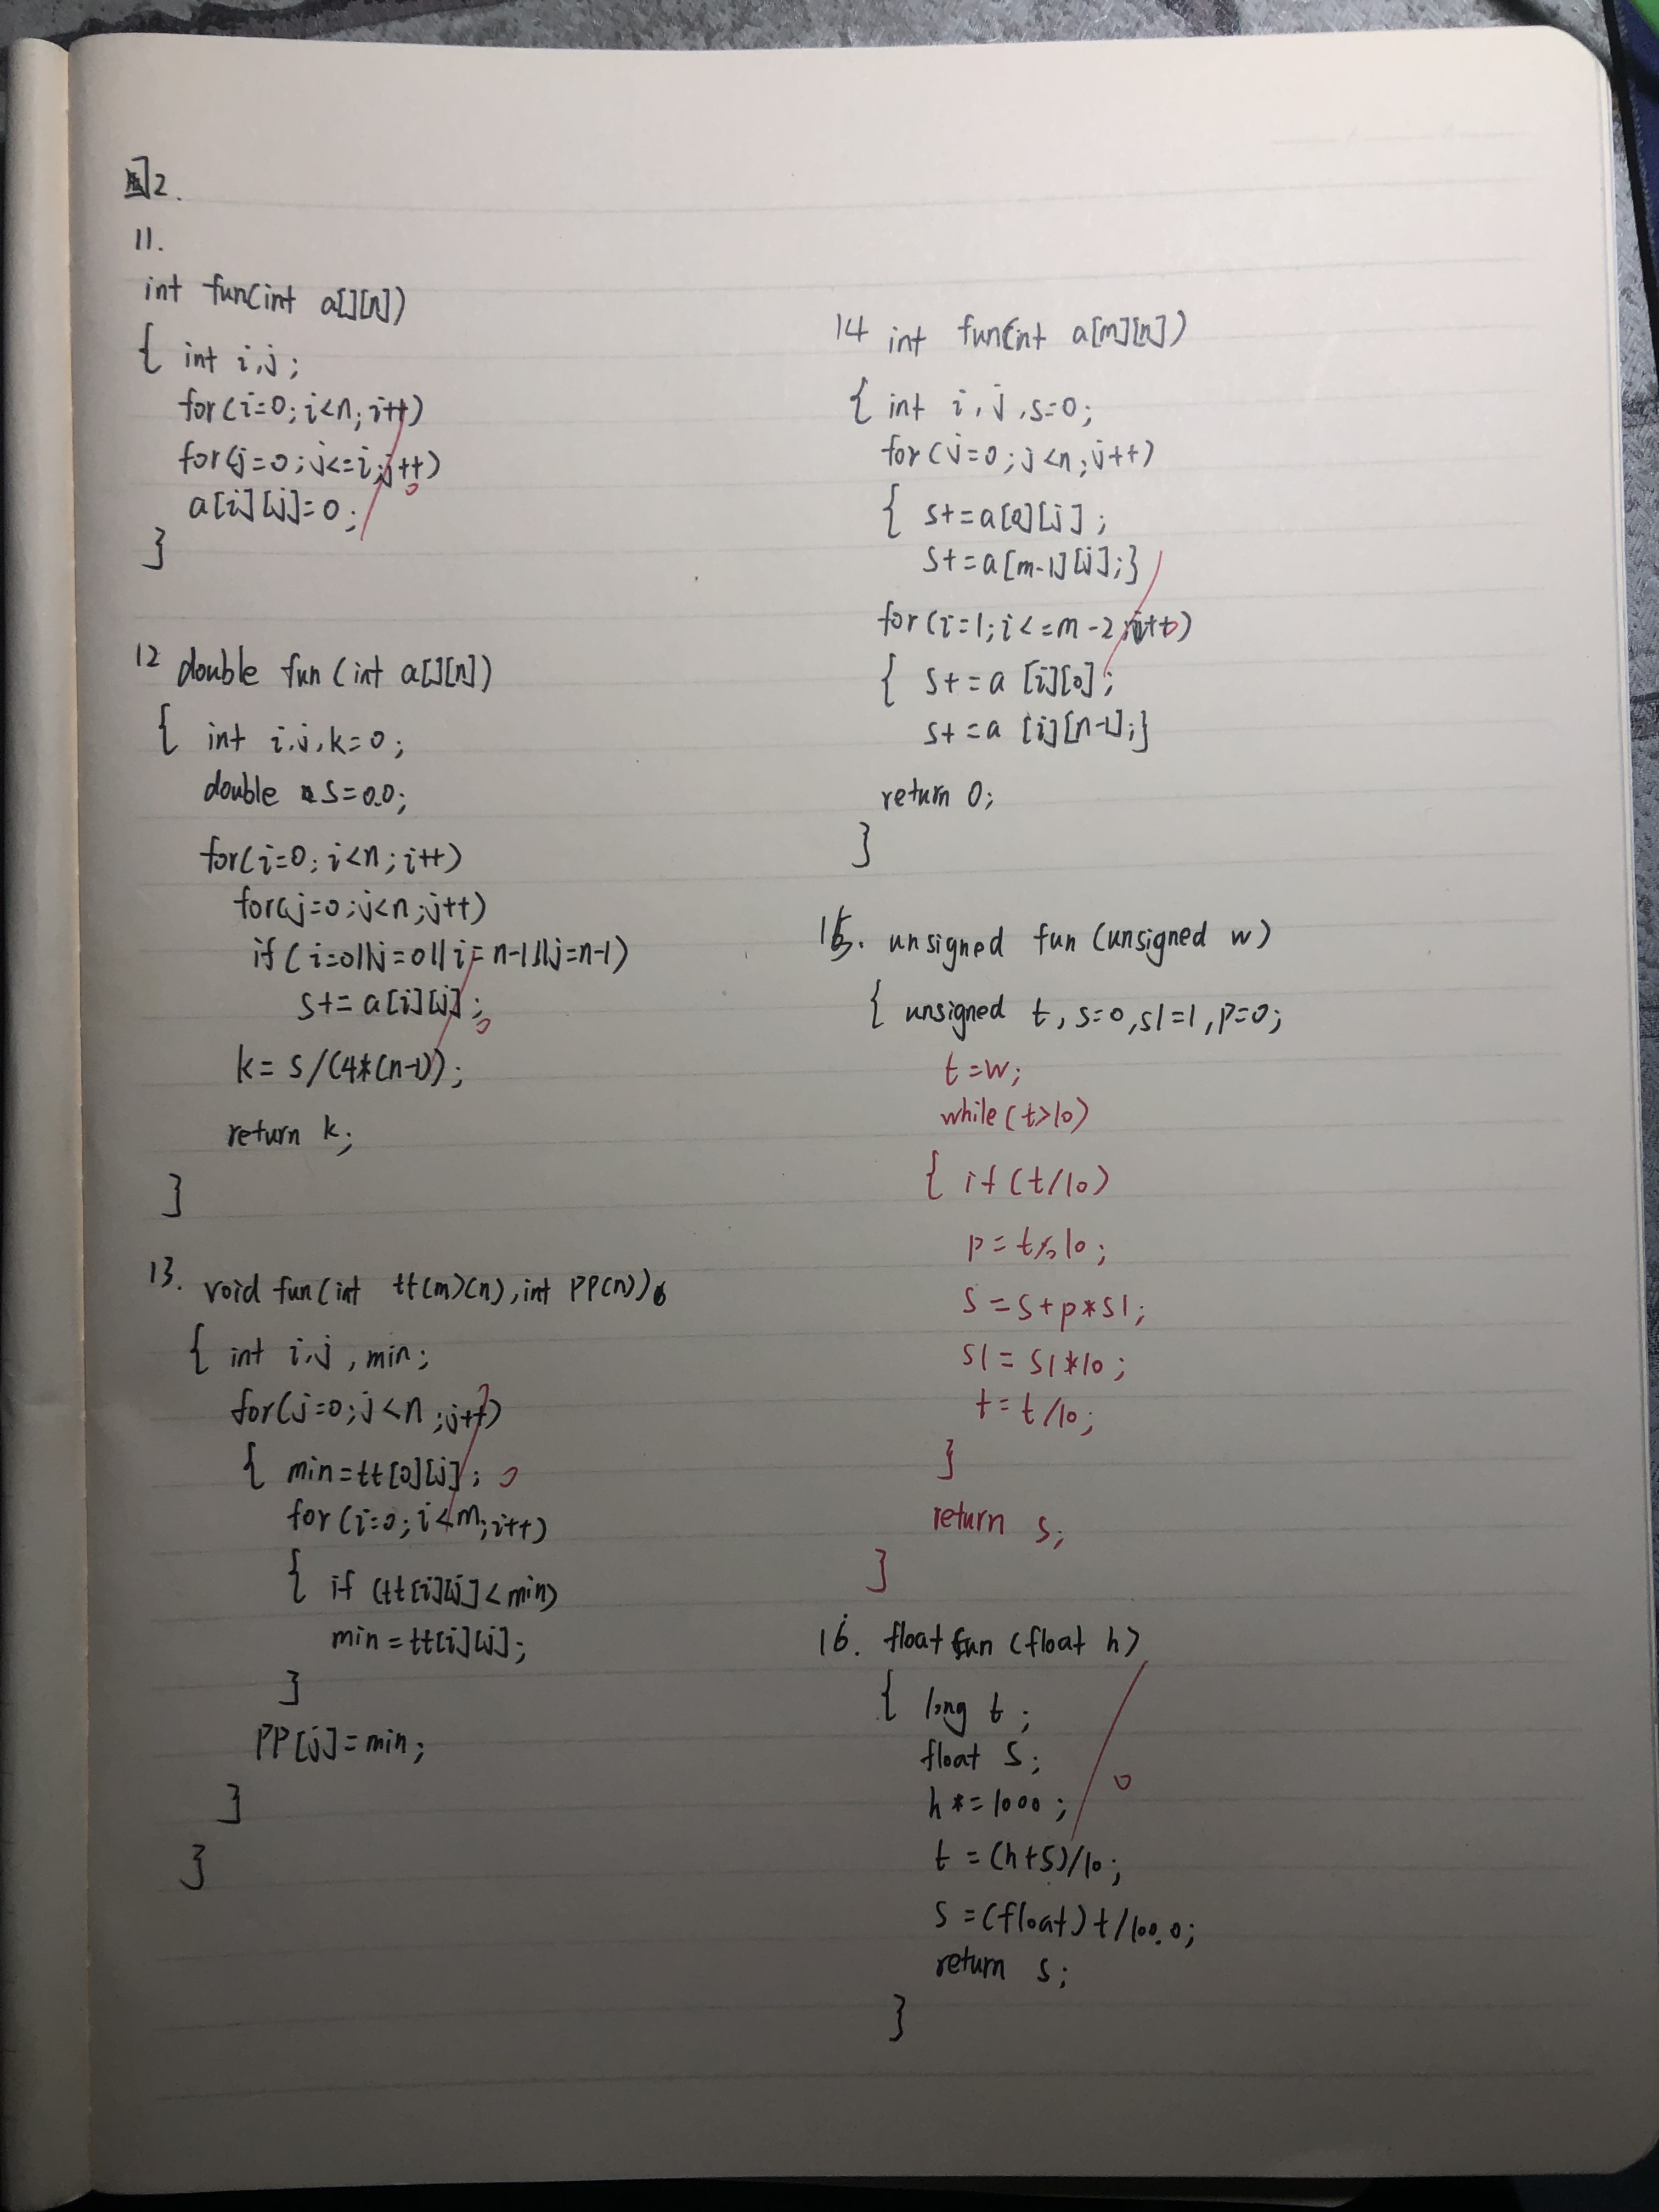 2.
11.
int fun(int a[][n])
{ int i,j;
for(i=0;i<n;i++)
for(j=0;j<=i;j++)
a[i][j]=0;
}
12 double fun(int a[][n])
{ int i,j,k=0;
double s=0.0;
for(i=0;i<n;i++)
for(j=0;j<n;j++)
if(i=0||j=0||i=n-1||j=n-1)
s+=a[i][j];
k=s/(4*(n-1));
return k;
}
13. void fun(int tt(m)(n),int PP(n))
{ int i,j,min;
for(j=0;j<n;j++)
{ min=tt[0][j];
for(i=0;i<m;i++)
{ if(tt[i][j]<min)
min=tt[i][j];
}
PP[j]=min;
}
}
14 int fun(int a[m][n])
{ int i,j,s=0;
for(j=0;j<n;j++)
{ s+=a[0][j];
s+=a[m-1][j];}
for(i=1;i<=m-2;i++)
{ s+=a[i][0];
s+=a[i][n-1];}
return 0;
}
15. unsigned fun(unsigned w)
{ unsigned t,s=0,s1=1,p=0;
t=w;
while(t>10)
{ if(t/10)
p=t%10;
s=s+p*s1;
s1=s1*10;
t=t/10;
}
return s;
}
16. float fun(float h)
{ long t;
float s;
h*=1000;
t=(h+5)/10;
s=(float)t/100.0;
return s;
}